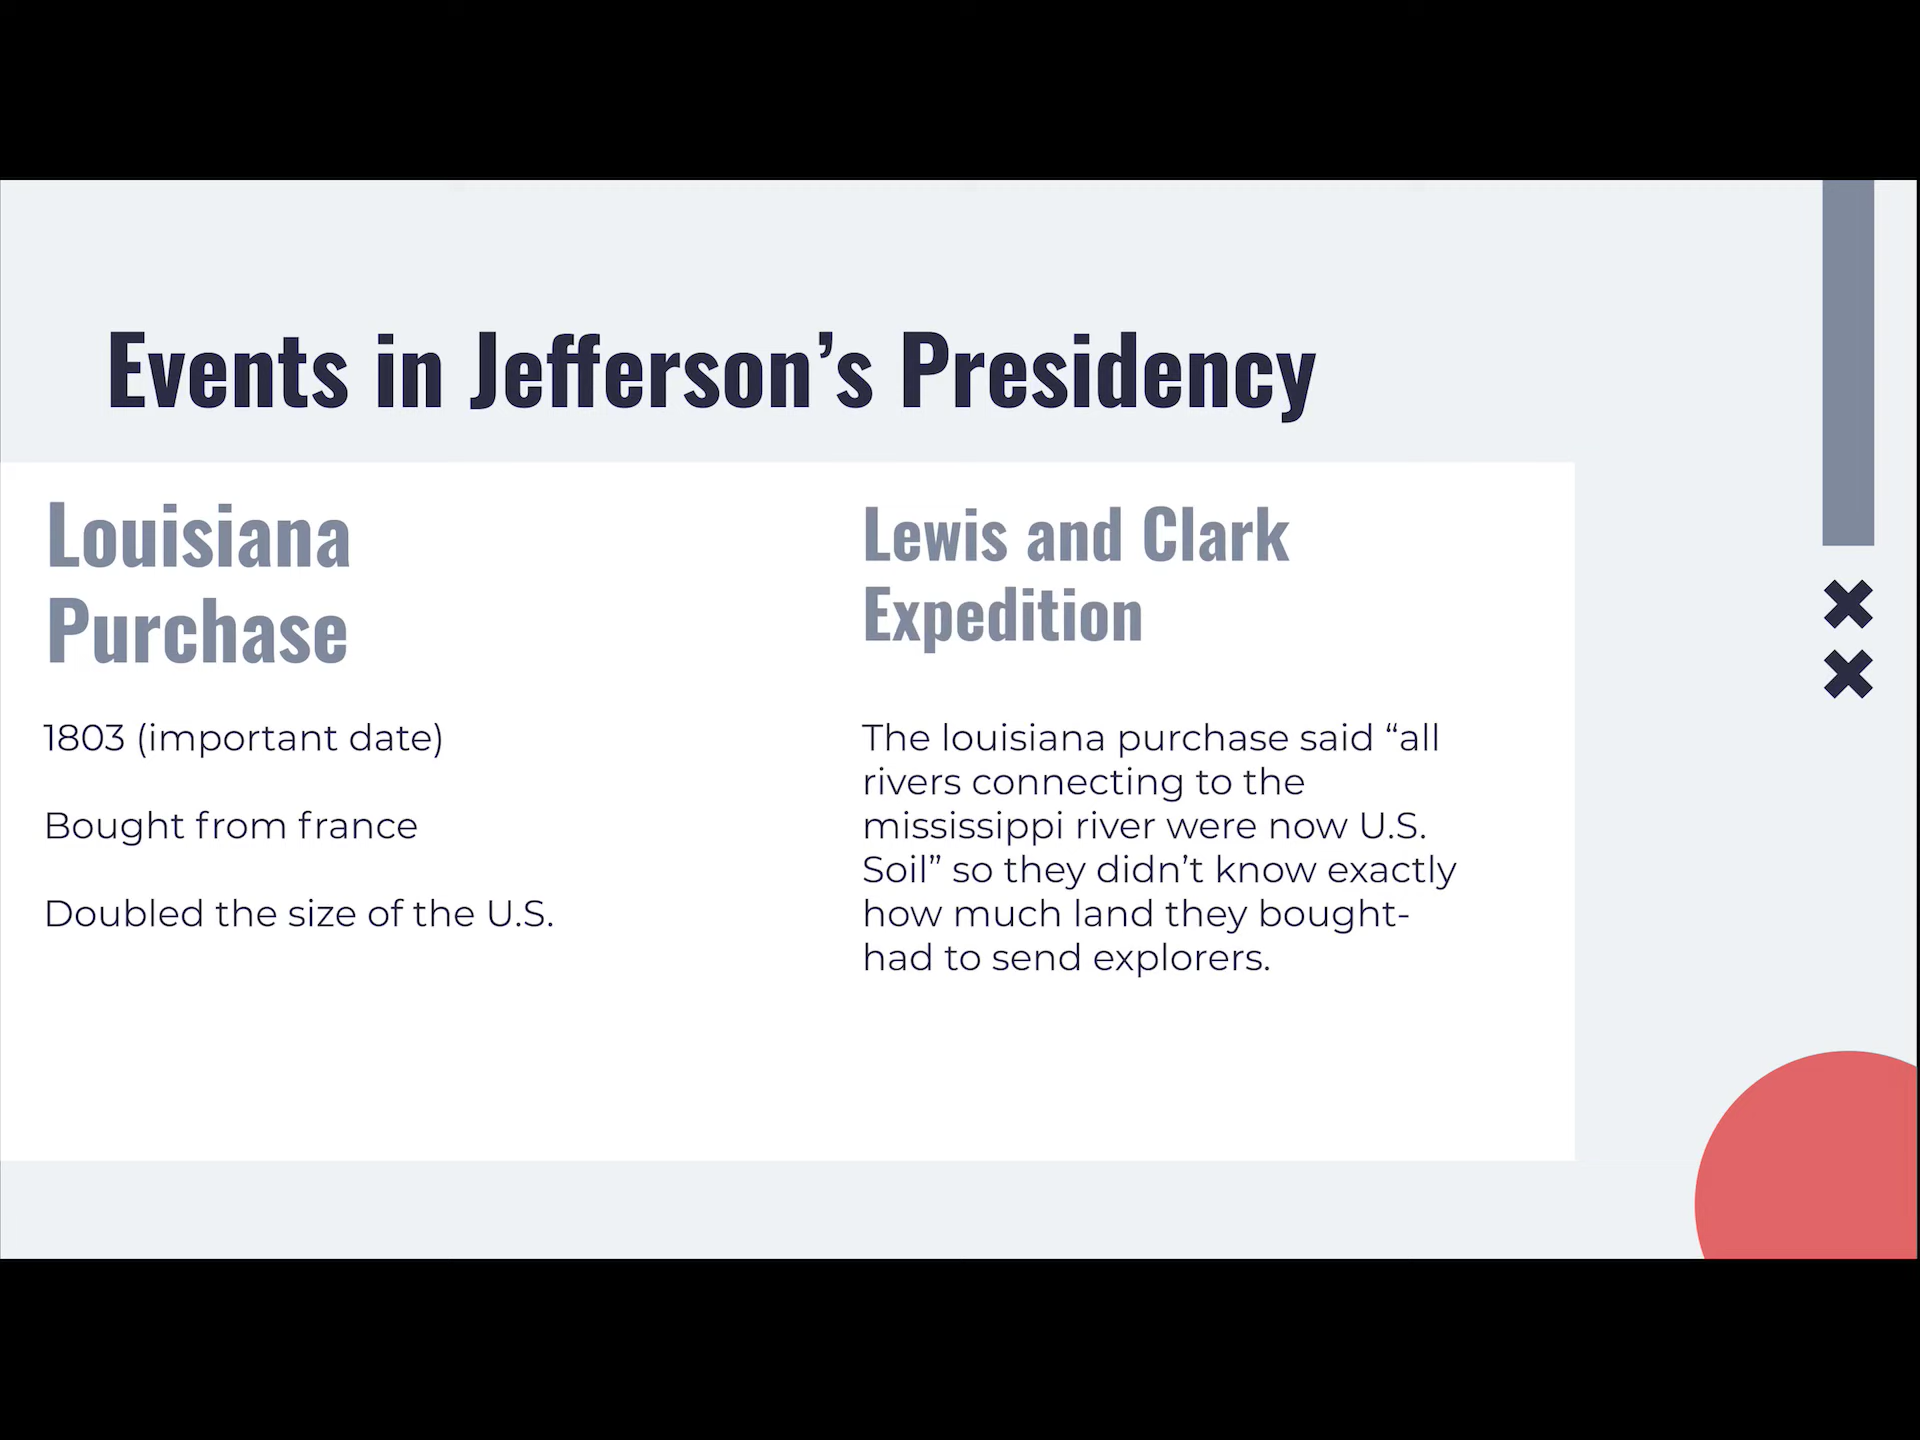 Events in Jefferson’s Presidency
Louisiana
Purchase
1803 (important date)
Bought from france
Doubled the size of the U.S.
Lewis and Clark
Expedition
The louisiana purchase said “all
rivers connecting to the
mississippi river were now U.S.
Soil” so they didn’t know exactly
how much land they bought-
had to send explorers.